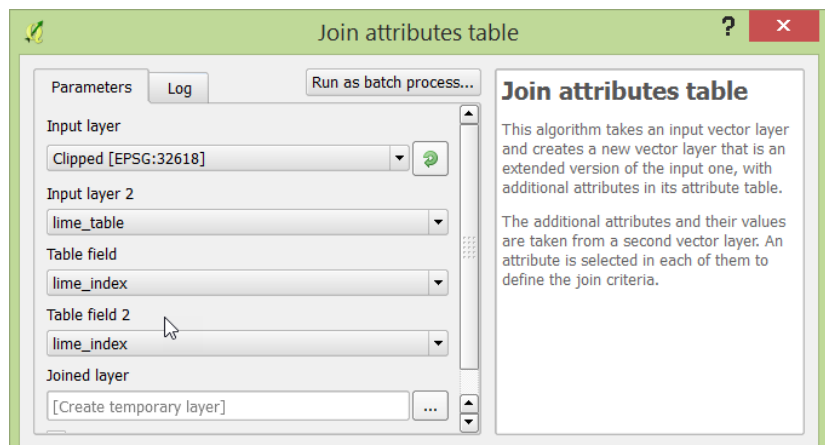 Join attributes table
?
Parameters
Log
Run as batch process...
Input layer
Clipped [EPSG:32618]
Input layer 2
lime_table
Table field
lime_index
Table field 2
lime_index
Joined layer
[Create temporary layer]
...
Join attributes table
This algorithm takes an input vector layer
and creates a new vector layer that is an
extended version of the input one, with
additional attributes in its attribute table.
The additional attributes and their values
are taken from a second vector layer. An
attribute is selected in each of them to
define the join criteria.